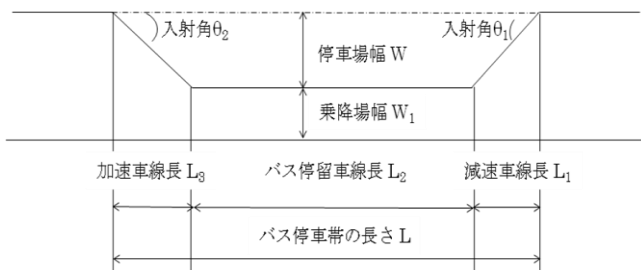 入射角θ2
入射角θ1
停車場幅 W
乗降場幅 W1
加速車線長 L3
バス停留車線長 L2
減速車線長 L1
バス停車帯の長さ L